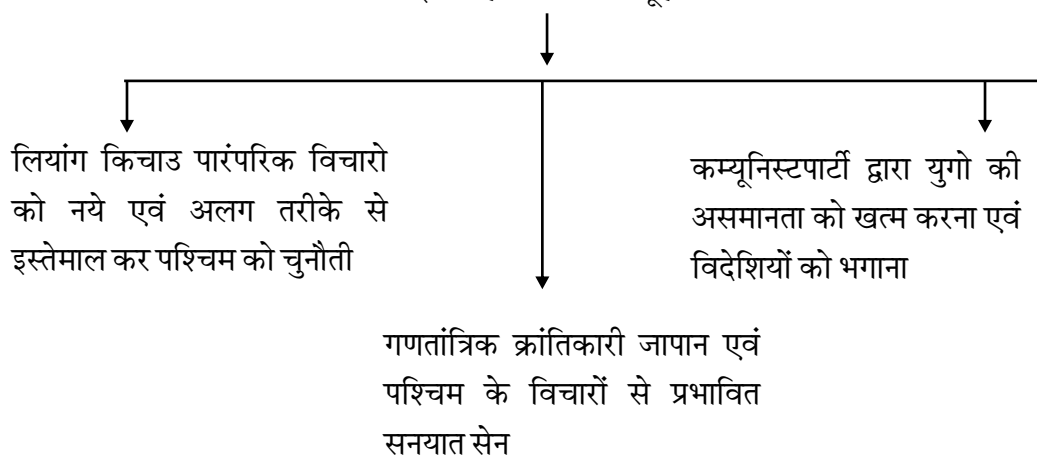 लियांग किचाउ पारंपरिक विचारो
को नये एवं अलग तरीके से
इस्तेमाल कर पश्चिम को चुनौती
कम्यूनिस्टपार्टी द्वारा युगो की
असमानता को खत्म करना एवं
विदेशियों को भगाना
गणतांत्रिक क्रांतिकारी जापान एवं
पश्चिम के विचारों से प्रभावित
सनयात सेन